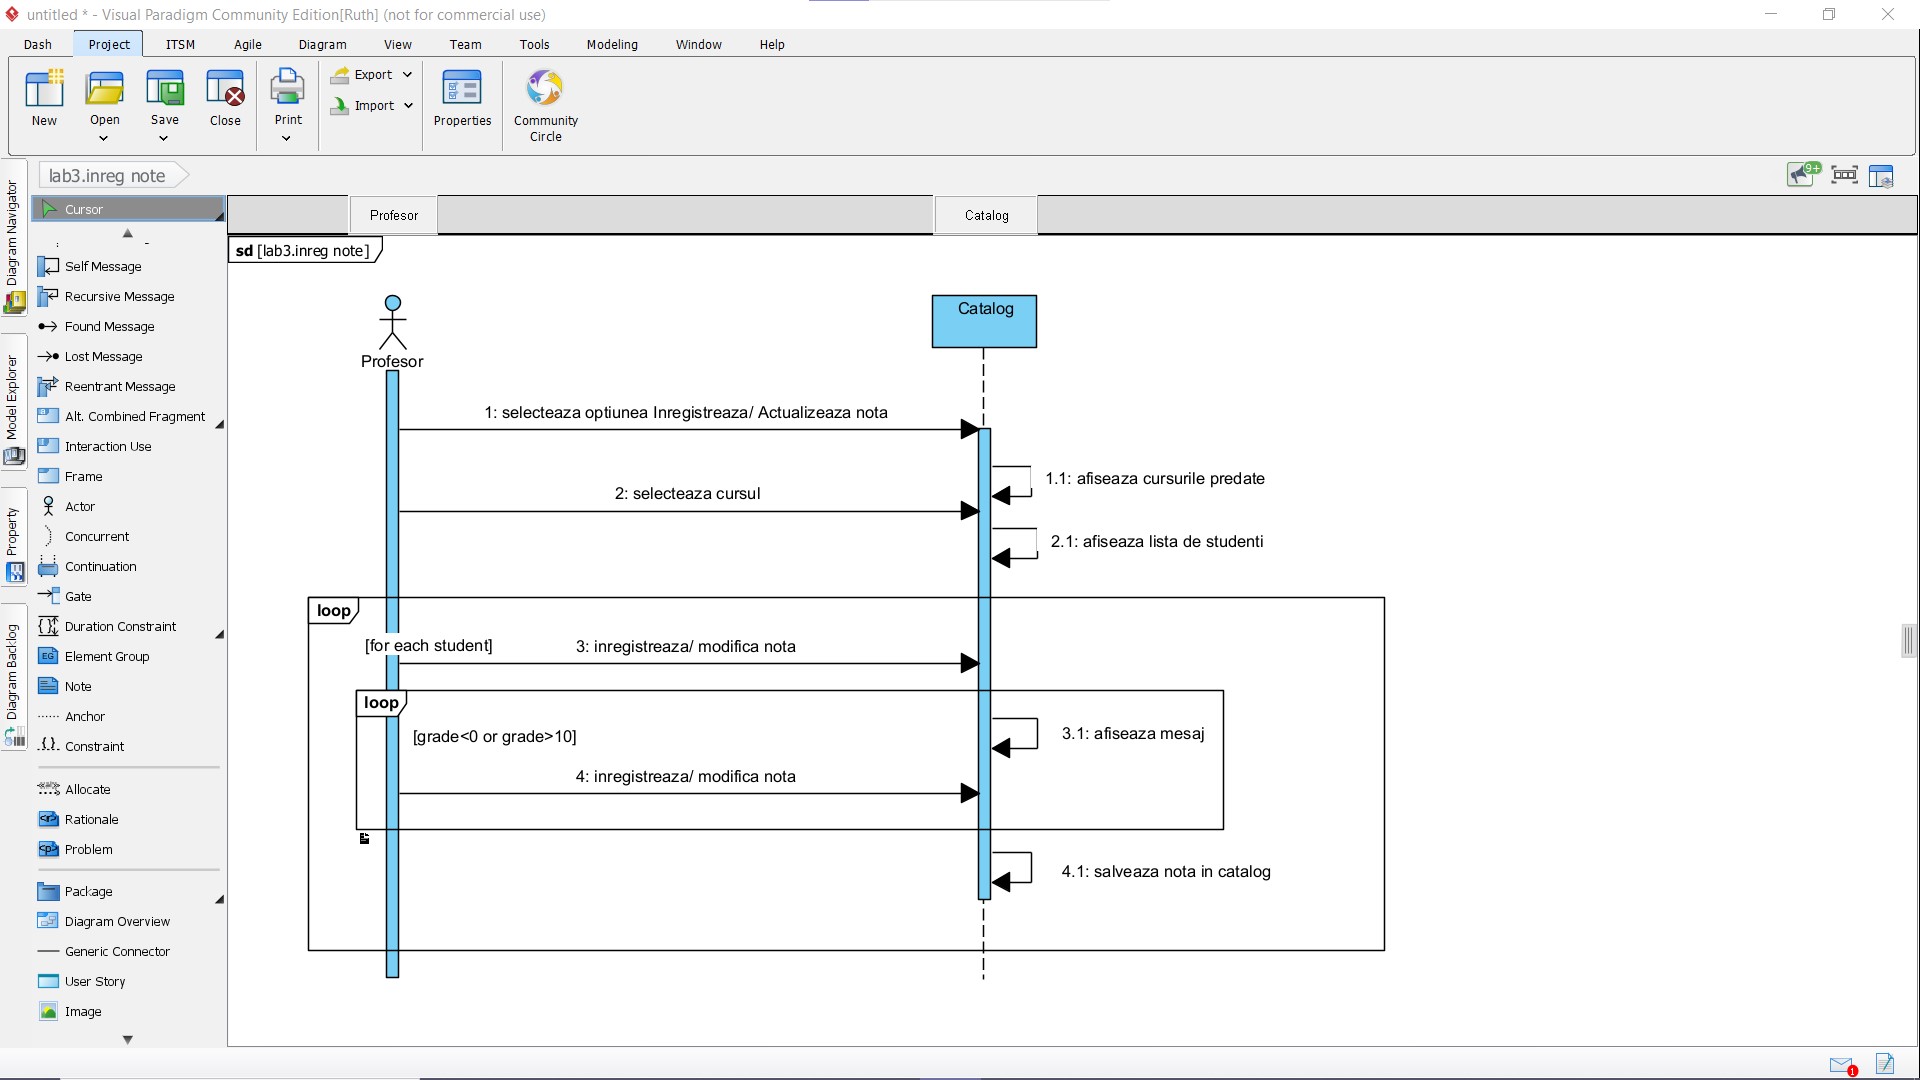 untitled * - Visual Paradigm Community Edition[Ruth] (not for commercial use)
Dash Project ITSM Agile Diagram View Team Tools Modeling Window Help
New Open Save Close Print Export Import Properties Community Circle
lab3.inreg note
9+
Diagram Navigator
Model Explorer
Property
Diagram Backlog
Cursor
Self Message
Recursive Message
Found Message
Lost Message
Reentrant Message
Alt. Combined Fragment
Interaction Use
Frame
Actor
Concurrent
Continuation
Gate
Duration Constraint
EG Element Group
Note
Anchor
Constraint
Allocate
Rationale
Problem
Package
Diagram Overview
Generic Connector
User Story
Image
Profesor Catalog
sd [lab3.inreg note]
Catalog
Profesor
1: selecteaza optiunea Inregistreaza/ Actualizeaza nota
1.1: afiseaza cursurile predate
2: selecteaza cursul
2.1: afiseaza lista de studenti
loop
[for each student] 3: inregistreaza/ modifica nota
loop
[grade<0 or grade>10] 3.1: afiseaza mesaj
4: inregistreaza/ modifica nota
4.1: salveaza nota in catalog
1